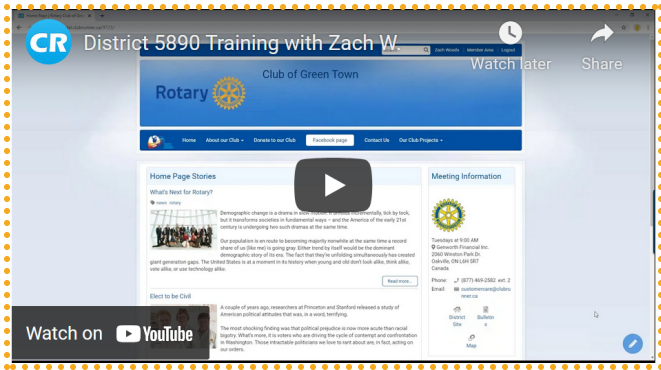 Home Page | Rotary Club of Gre
CR
District 5890 Training with Zach W.
Watch later
Share
Zach Woods | Member Area | Logout
Club of Green Town
Rotary
Home
About our Club
Donate to our Club
Facebook page
Contact Us
Our Club Projects
Home Page Stories
What's Next for Rotary?
news rotary
Demographic change is a drama in slow motion. It unfolds incrementally, tick by tock,
but it transforms societies in fundamental ways – and the America of the early 21st
century is undergoing two such dramas at the same time.
Our population is en route to becoming majority nonwhite at the same time a record
share of us (like me) is going gray. Either trend by itself would be the dominant
demographic story of its era. The fact that they're unfolding simultaneously has created
giant generation gaps. The United States is at a moment in its history when young and old don't look alike, think alike,
vote alike, or use technology alike.
Read more...
Elect to be Civil
A couple of years ago, researchers at Princeton and Stanford released a study of
American political attitudes that was, in a word, terrifying.
The most shocking finding was that political prejudice is now more acute than racial
bigotry. What's more, it is voters who are driving the cycle of contempt and confrontation
in Washington. Those intractable politicians we love to rant about are, in fact, acting on
our orders.
Meeting Information
Tuesdays at 9:00 AM
Genworth Financial Inc.
2060 Winston Park Dr.
Oakville, ON L6H 5R7
Canada
Phone: (877) 469-2582 ext. 2
Email: customercare@clubru
nner.ca
District
Site
Bulletin
s
Map
Watch on YouTube